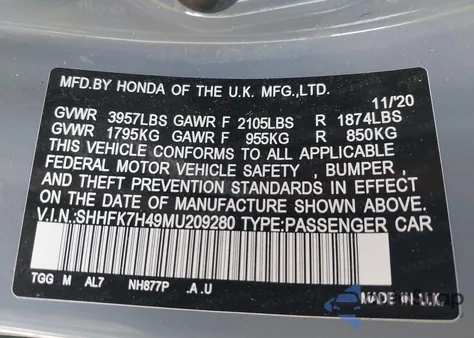 MFD.BY HONDA OF THE U.K. MFG.,LTD.
11/20
GVWR 3957LBS GAWR F 2105LBS R 1874LBS
GVWR 1795KG GAWR F 955KG R 850KG
THIS VEHICLE CONFORMS TO ALL APPLICABLE
FEDERAL MOTOR VEHICLE SAFETY , BUMPER ,
AND THEFT PREVENTION STANDARDS IN EFFECT
ON THE DATE OF MANUFACTURE SHOWN ABOVE.
V.I.N.:SHHFK7H49MU209280 TYPE:PASSENGER CAR
TGG M AL7 NH877P .A .U MADE IN U.K.